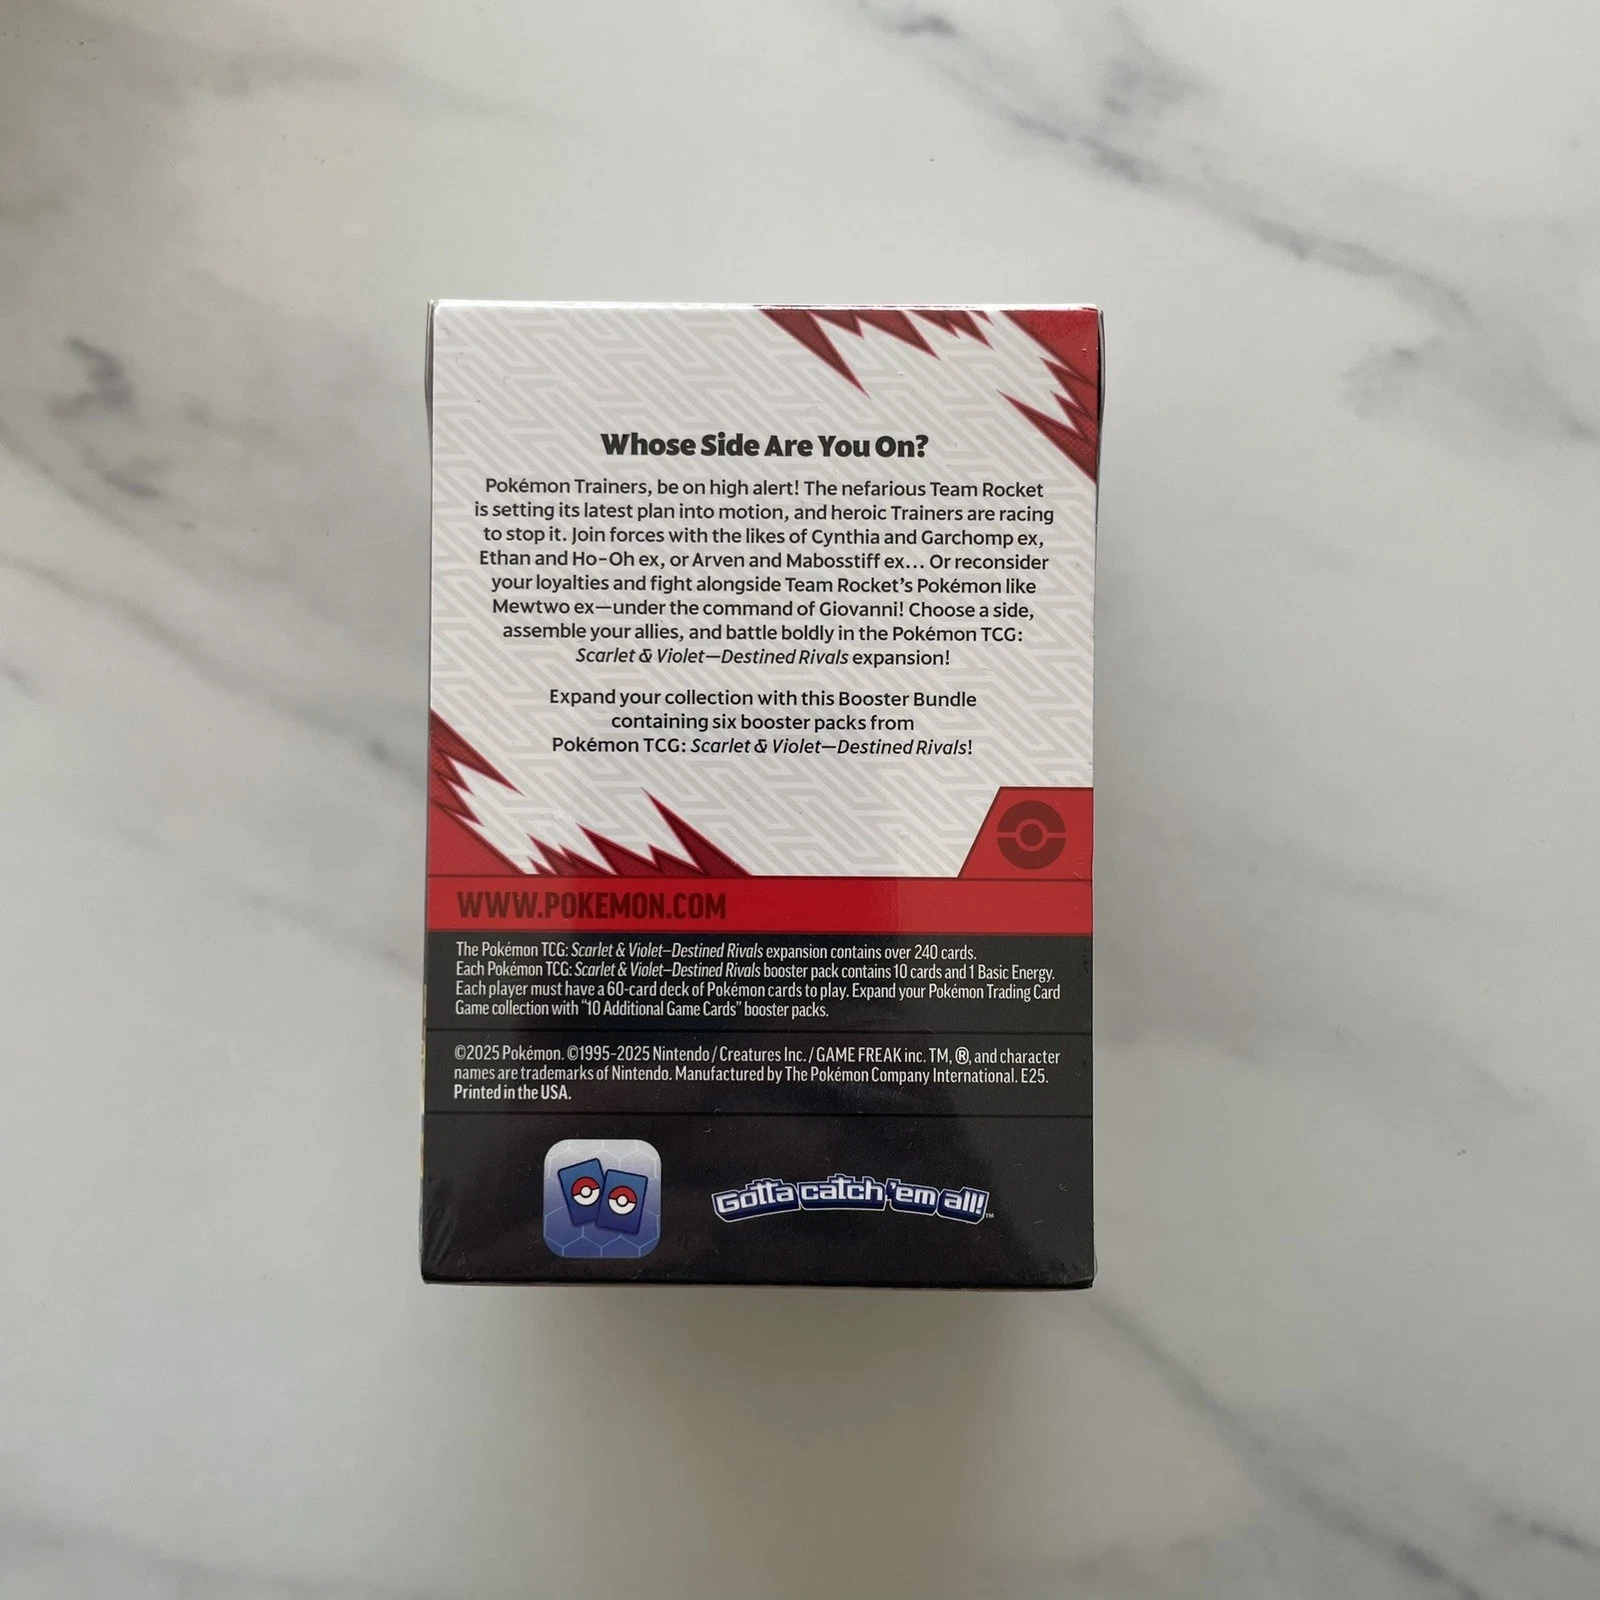 Whose Side Are You On?
Pokémon Trainers, be on high alert! The nefarious Team Rocket
is setting its latest plan into motion, and heroic Trainers are racing
to stop it. Join forces with the likes of Cynthia and Garchomp ex,
Ethan and Ho-Oh ex, or Arven and Mabosstiff ex... Or reconsider
your loyalties and fight alongside Team Rocket's Pokémon like
Mewtwo ex—under the command of Giovanni! Choose a side,
assemble your allies, and battle boldly in the Pokémon TCG:
Scarlet & Violet—Destined Rivals expansion!
Expand your collection with this Booster Bundle
containing six booster packs from
Pokémon TCG: Scarlet & Violet—Destined Rivals!
WWW.POKEMON.COM
The Pokémon TCG: Scarlet & Violet—Destined Rivals expansion contains over 240 cards.
Each Pokémon TCG: Scarlet & Violet—Destined Rivals booster pack contains 10 cards and 1 Basic Energy.
Each player must have a 60-card deck of Pokémon cards to play. Expand your Pokémon Trading Card
Game collection with "10 Additional Game Cards" booster packs.
©2025 Pokémon. ©1995–2025 Nintendo / Creatures Inc. / GAME FREAK inc. TM, ®, and character
names are trademarks of Nintendo. Manufactured by The Pokémon Company International. E25.
Printed in the USA.
Gotta catch 'em all!™